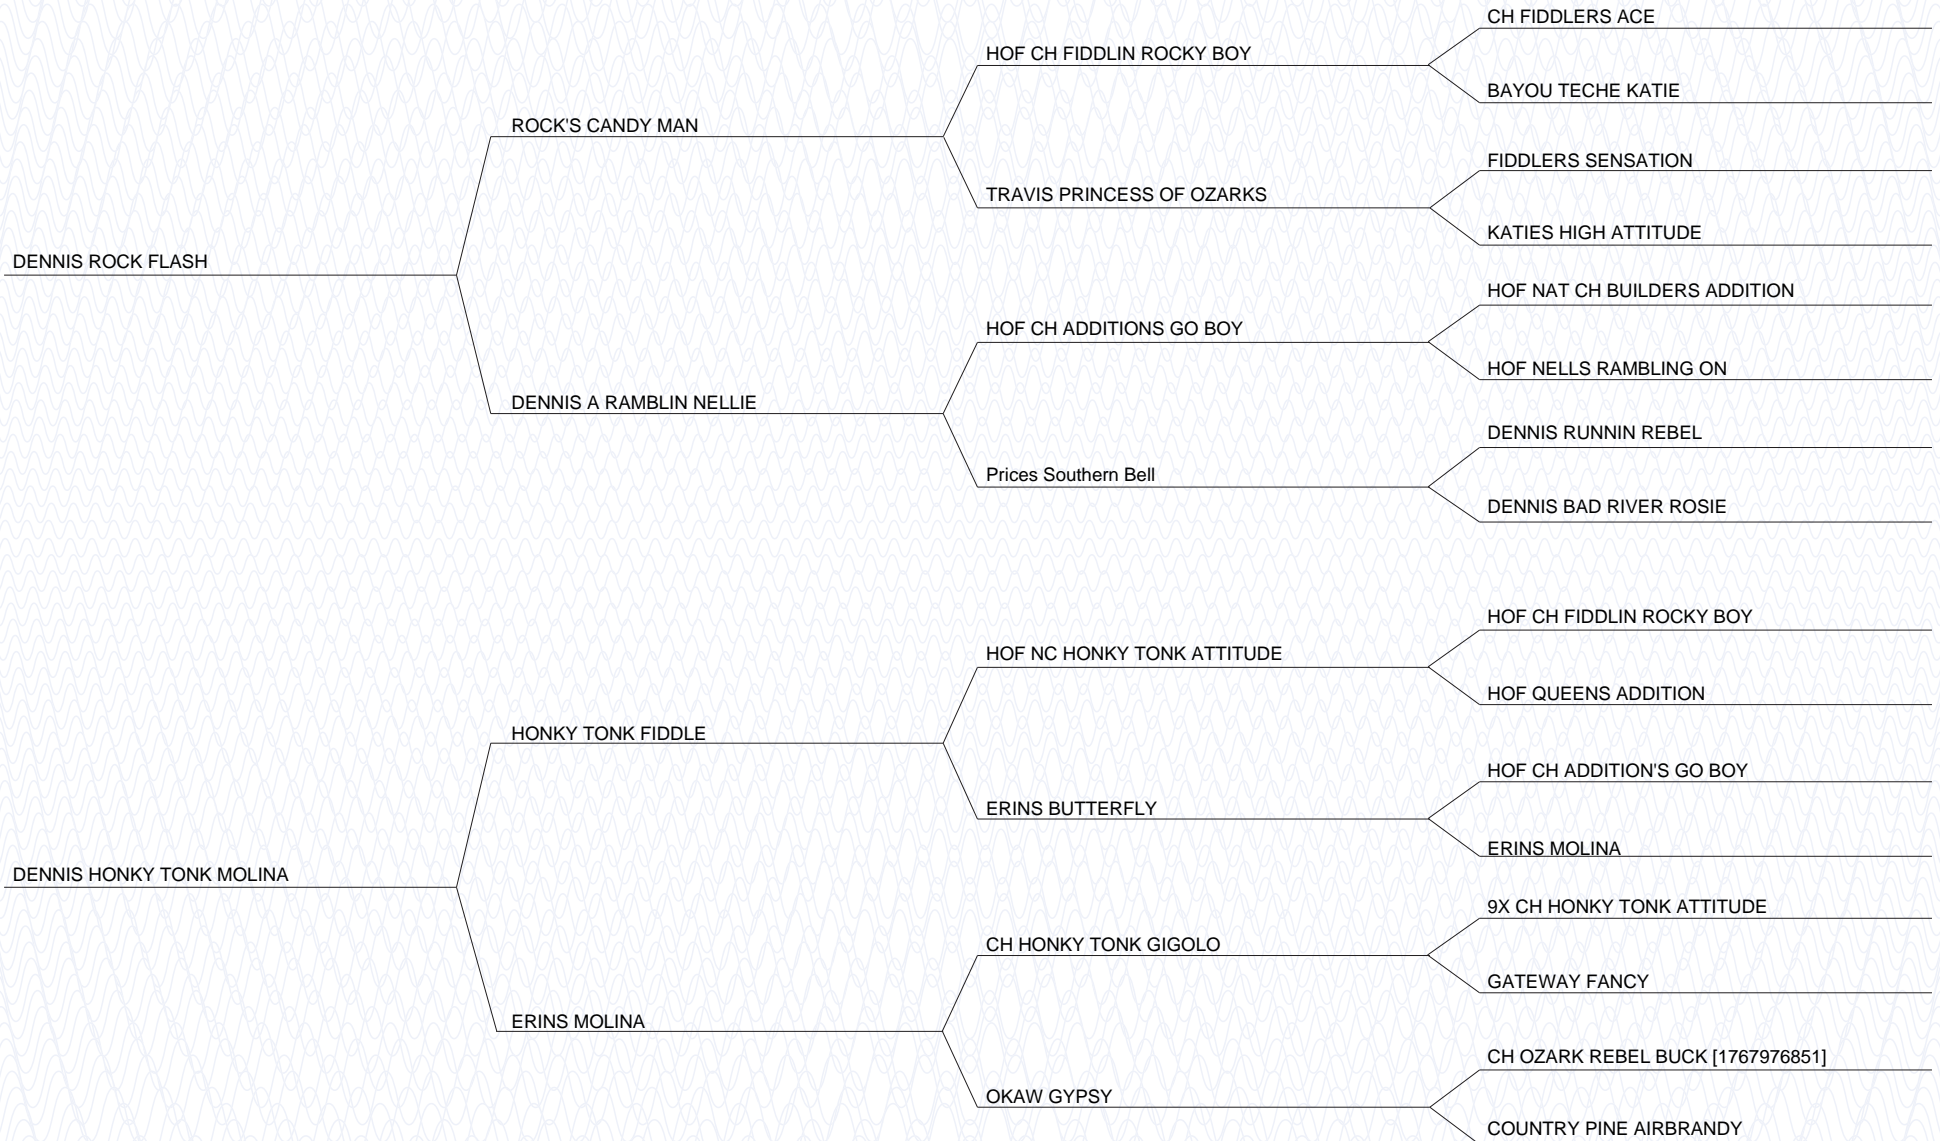 CH FIDDLERS ACE
HOF CH FIDDLIN ROCKY BOY
BAYOU TECHE KATIE
ROCK'S CANDY MAN
FIDDLERS SENSATION
TRAVIS PRINCESS OF OZARKS
KATIES HIGH ATTITUDE
DENNIS ROCK FLASH
HOF NAT CH BUILDERS ADDITION
HOF CH ADDITIONS GO BOY
HOF NELLS RAMBLING ON
DENNIS A RAMBLIN NELLIE
DENNIS RUNNIN REBEL
Prices Southern Bell
DENNIS BAD RIVER ROSIE
HOF CH FIDDLIN ROCKY BOY
HOF NC HONKY TONK ATTITUDE
HOF QUEENS ADDITION
HONKY TONK FIDDLE
HOF CH ADDITION'S GO BOY
ERINS BUTTERFLY
ERINS MOLINA
DENNIS HONKY TONK MOLINA
9X CH HONKY TONK ATTITUDE
CH HONKY TONK GIGOLO
GATEWAY FANCY
ERINS MOLINA
CH OZARK REBEL BUCK [1767976851]
OKAW GYPSY
COUNTRY PINE AIRBRANDY